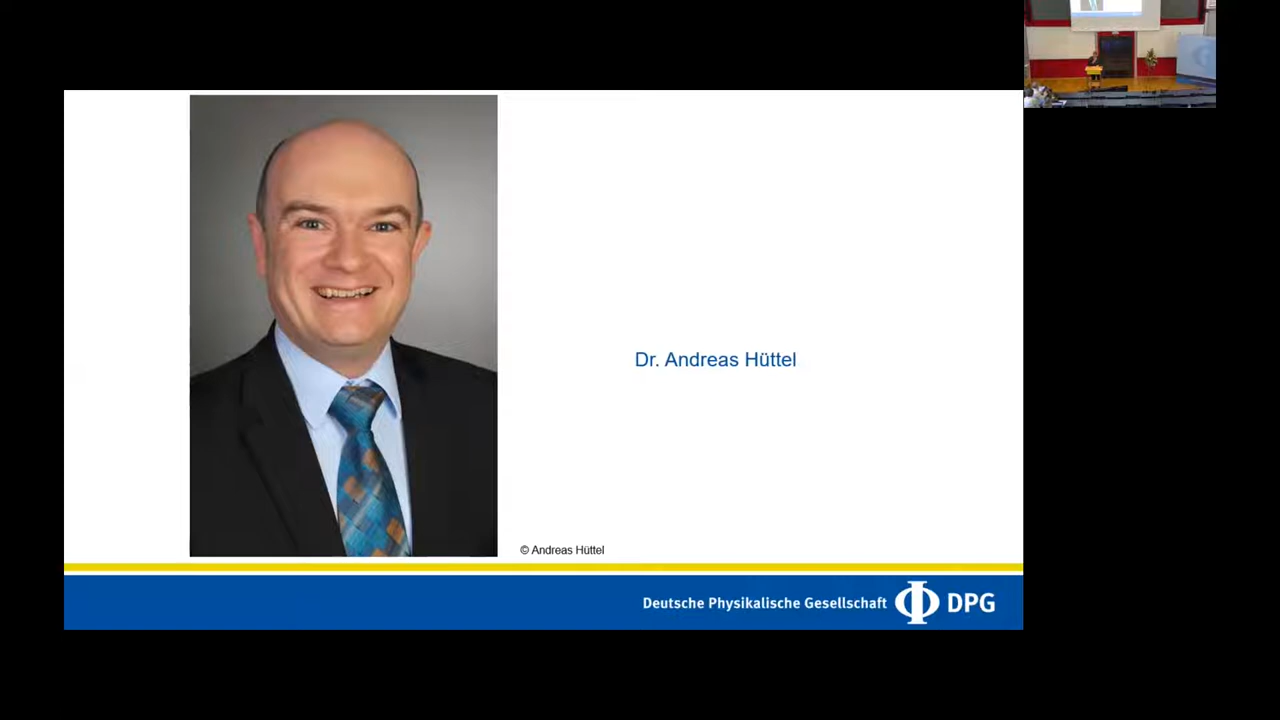 Dr. Andreas Hüttel
© Andreas Hüttel
Deutsche Physikalische Gesellschaft DPG